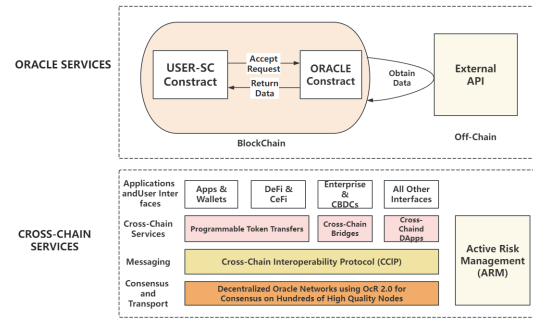 ORACLE SERVICES
USER-SC
Constract
Accept
Request
Return
Data
ORACLE
Constract
Obtain
Data
External
API
BlockChain
Off-Chain
CROSS-CHAIN
SERVICES
Applications
andUser Inter
faces
Apps &
Wallets
DeFi &
CeFi
Enterprise
&
CBDCs
All Other
Interfaces
Cross-Chain
Services
Programmable Token Transfers
Cross-Chain
Bridges
Cross-
Chaind
DApps
Messaging
Cross-Chain Interoperability Protocol (CCIP)
Consensus
and
Transport
Decentralized Oracle Networks using OcR 2.0 for
Consensus on Hundreds of High Quality Nodes
Active Risk
Management
(ARM)